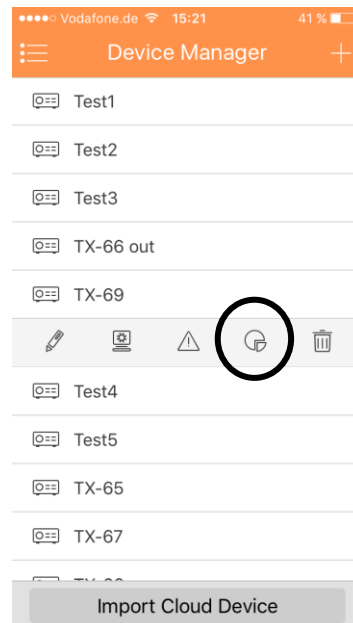 Vodafone.de 15:21 41 %
Device Manager
Test1
Test2
Test3
TX-66 out
TX-69
Test4
Test5
TX-65
TX-67
Import Cloud Device